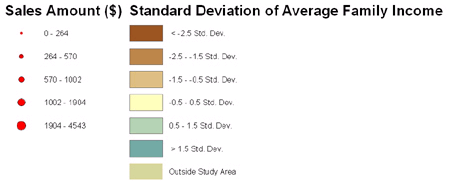 Sales Amount ($) Standard Deviation of Average Family Income
0 - 264 < -2.5 Std. Dev.
264 - 570 -2.5 - -1.5 Std. Dev.
570 - 1002 -1.5 - -0.5 Std. Dev.
1002 - 1904 -0.5 - 0.5 Std. Dev.
1904 - 4543 0.5 - 1.5 Std. Dev.
> 1.5 Std. Dev.
Outside Study Area